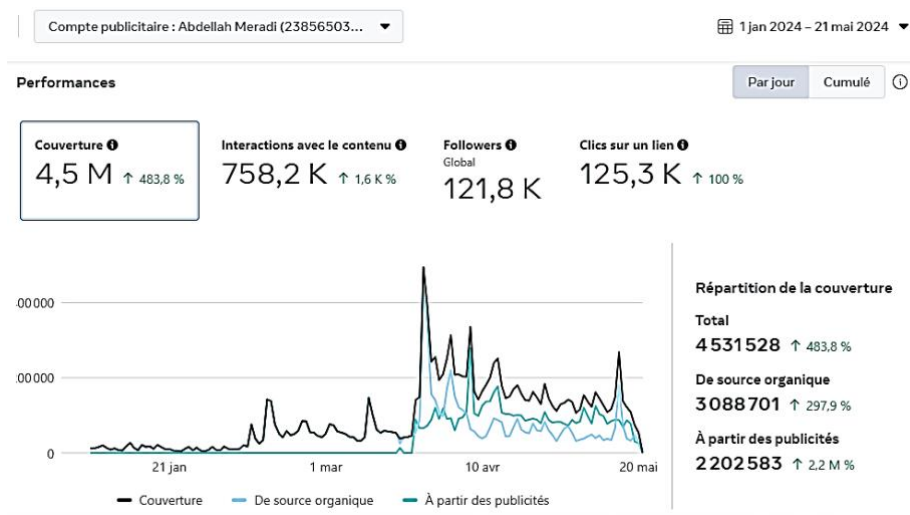 Compte publicitaire : Abdellah Meradi (23856503...
1 jan 2024 – 21 mai 2024
Performances
Par jour Cumulé
Couverture
4,5 M ↑ 483,8 %
Interactions avec le contenu
758,2 K ↑ 1,6 K %
Followers
Global
121,8 K
Clics sur un lien
125,3 K ↑ 100 %
00 000
00 000
0
21 jan 1 mar 10 avr 20 mai
Couverture De source organique À partir des publicités
Répartition de la couverture
Total
4 531 528 ↑ 483,8 %
De source organique
3 088 701 ↑ 297,9 %
À partir des publicités
2 202 583 ↑ 2,2 M %